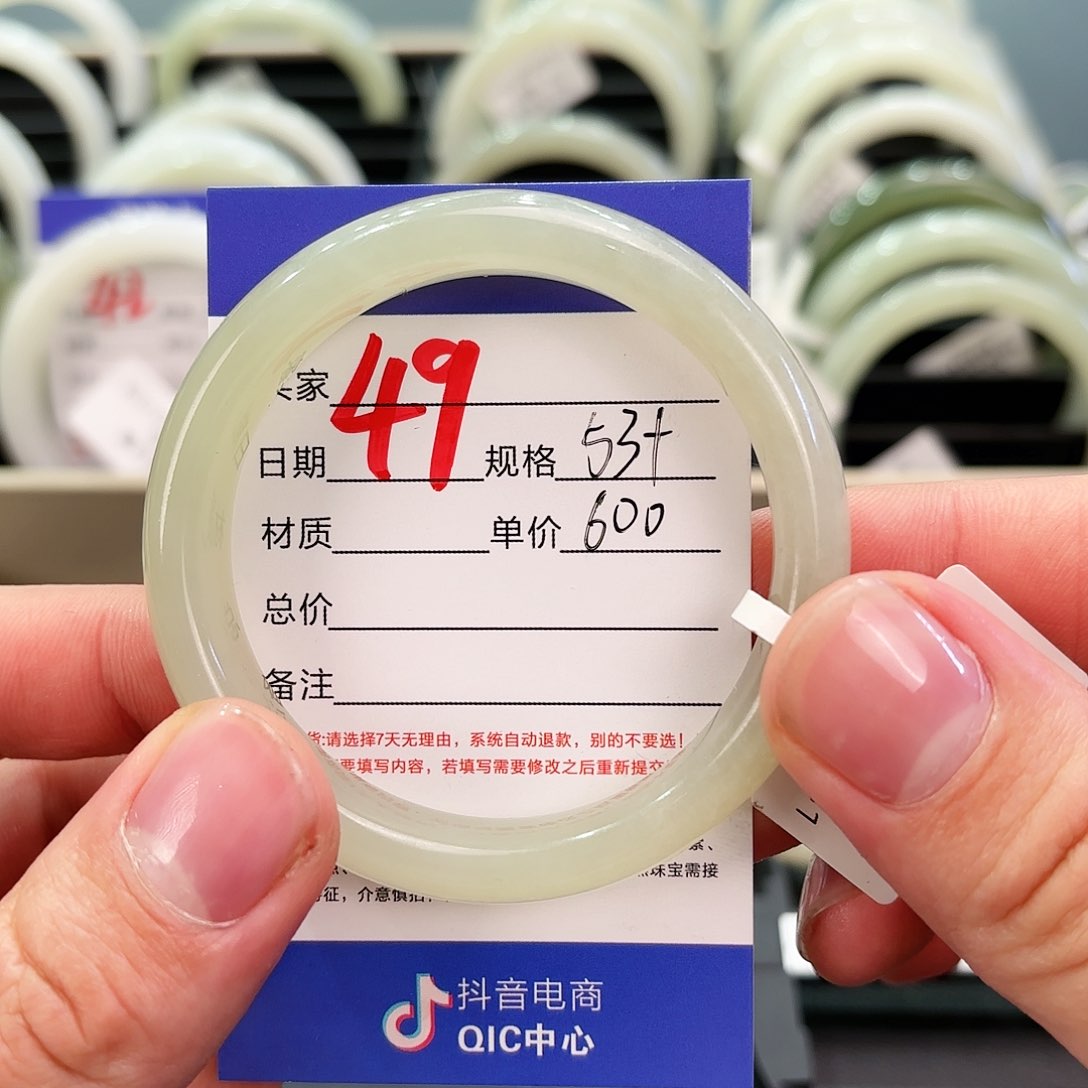 家 49
日期 规格 53+
材质 单价 600
总价
备注
货:请选择7天无理由，系统自动退款，别的不要选！
要填写内容，若填写需要修改之后重新提交
珠宝需接
征，介意慎拍
抖音电商
QIC中心